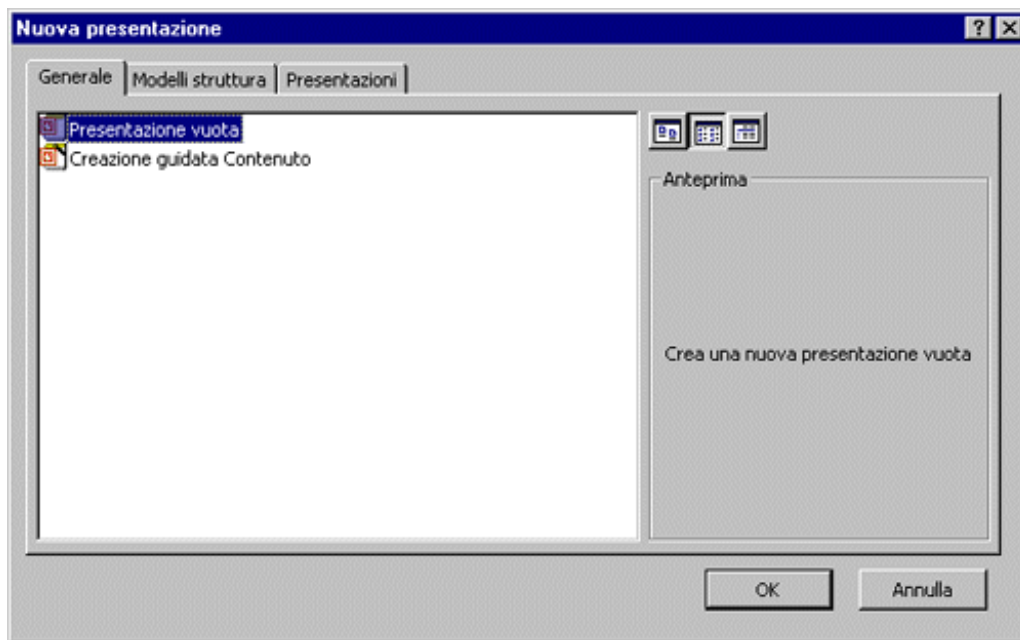 Nuova presentazione
Generale Modelli struttura Presentazioni
Presentazione vuota
Creazione guidata Contenuto
Anteprima
Crea una nuova presentazione vuota
OK Annulla